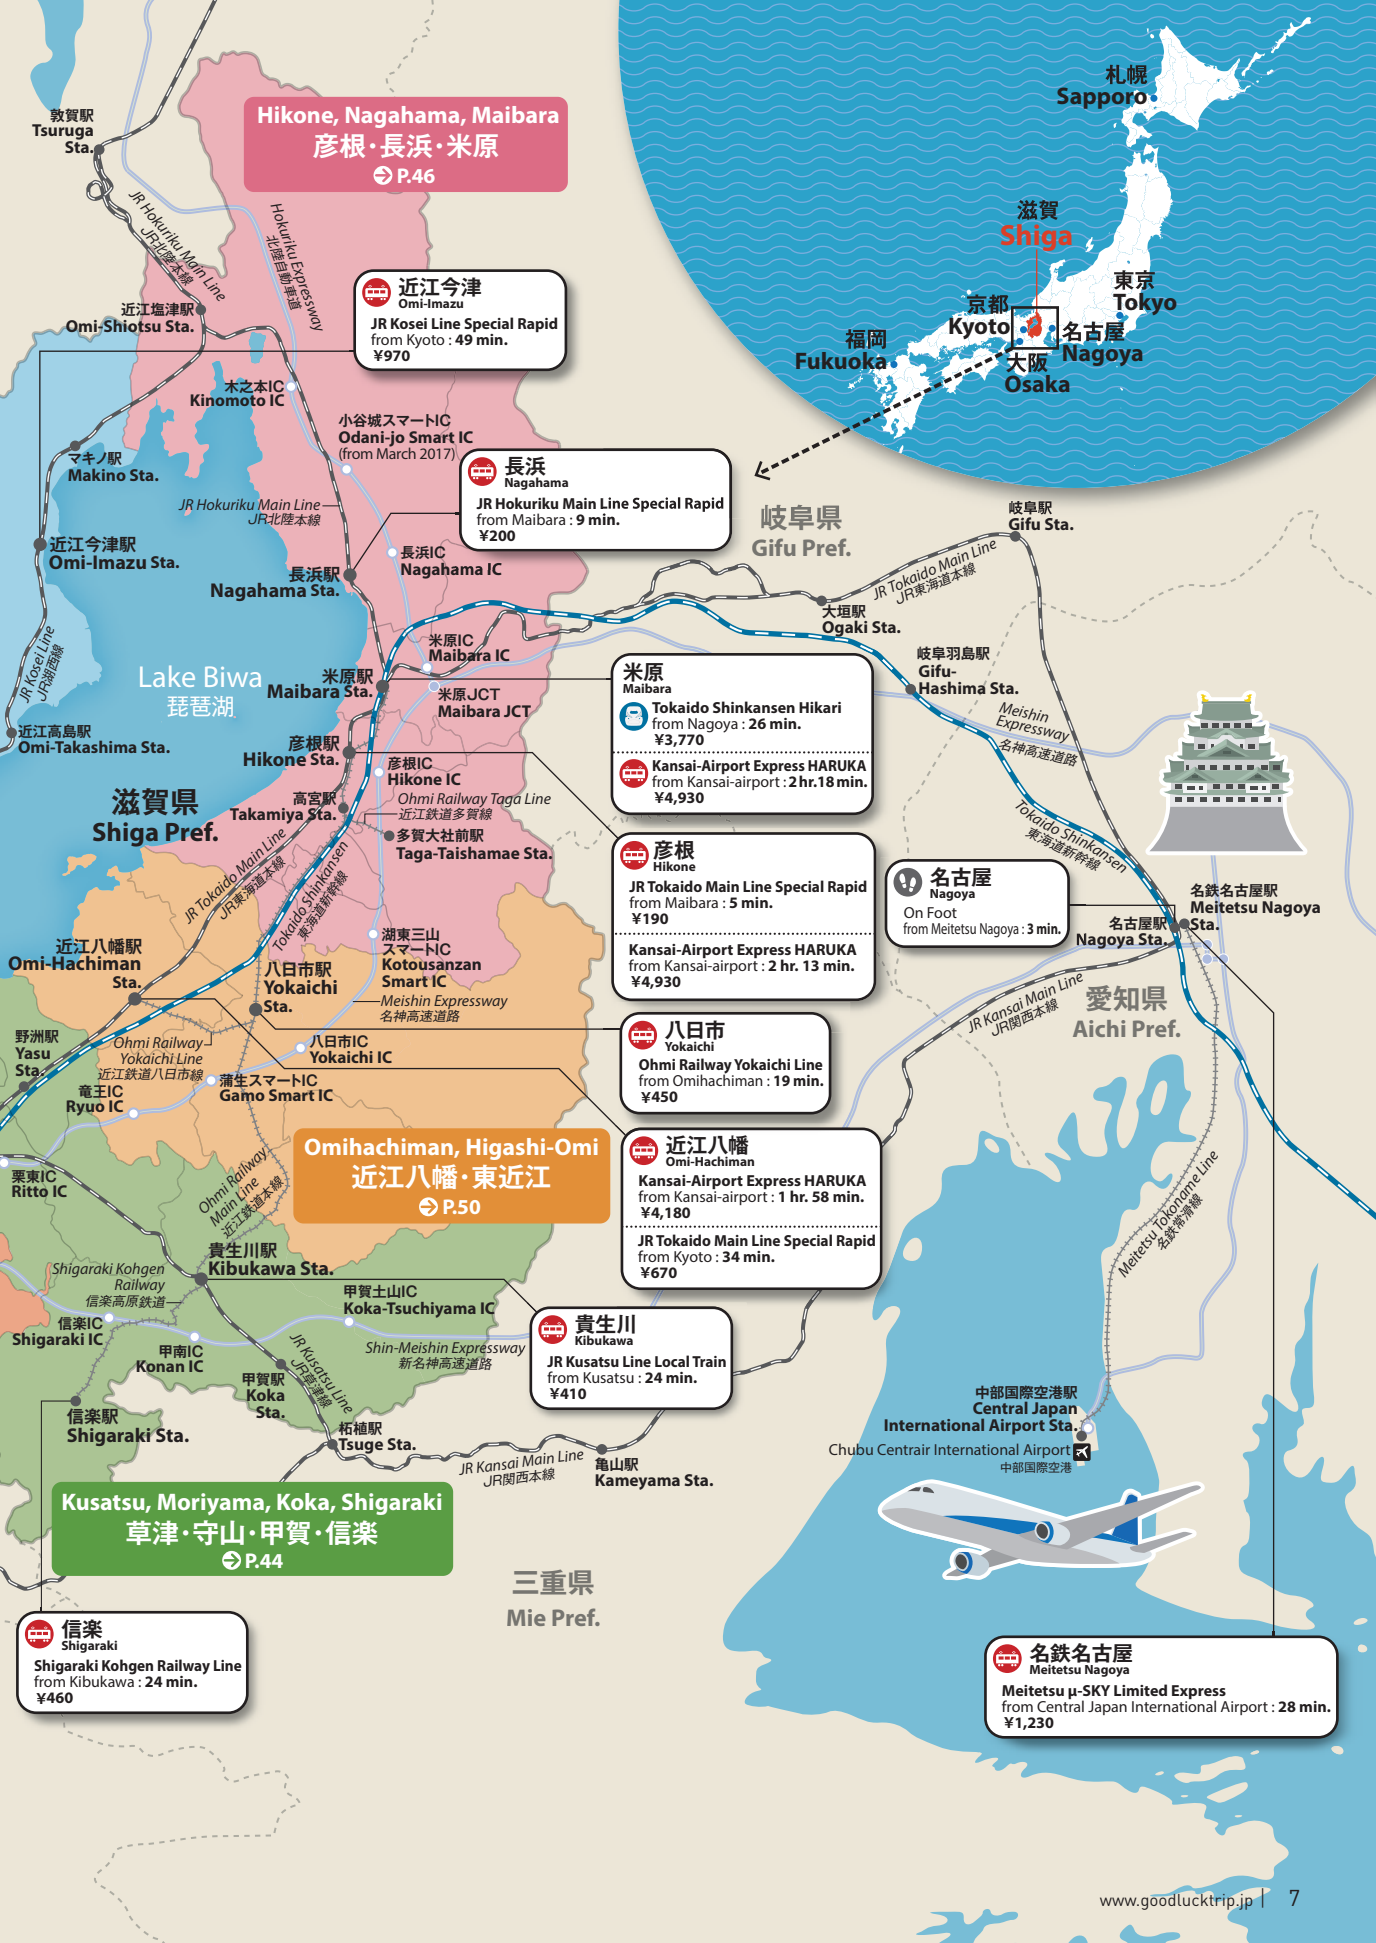 札幌
Sapporo
滋賀
Shiga
東京
Tokyo
京都
Kyoto
名古屋
Nagoya
福岡
Fukuoka
大阪
Osaka
敦賀駅
Tsuruga
Sta.
Hikone, Nagahama, Maibara
彦根・長浜・米原
P.46
JR Hokuriku Main Line
JR北陸本線
Hokuriku Expressway
北陸自動車道
近江塩津駅
Omi-Shiotsu Sta.
近江今津
Omi-Imazu
JR Kosei Line Special Rapid
from Kyoto : 49 min.
¥970
木之本IC
Kinomoto IC
小谷城スマートIC
Odani-jo Smart IC
(from March 2017)
マキノ駅
Makino Sta.
長浜
Nagahama
JR Hokuriku Main Line Special Rapid
from Maibara : 9 min.
¥200
JR Hokuriku Main Line
JR北陸本線
岐阜県
Gifu Pref.
岐阜駅
Gifu Sta.
近江今津駅
Omi-Imazu Sta.
長浜IC
Nagahama IC
長浜駅
Nagahama Sta.
JR Tokaido Main Line
JR東海道本線
大垣駅
Ogaki Sta.
JR Kosei Line
JR湖西線
Lake Biwa
琵琶湖
米原IC
Maibara IC
米原駅
Maibara Sta.
米原JCT
Maibara JCT
岐阜羽島駅
Gifu-
Hashima Sta.
米原
Maibara
Tokaido Shinkansen Hikari
from Nagoya : 26 min.
¥3,770
Kansai-Airport Express HARUKA
from Kansai-airport : 2 hr. 18 min.
¥4,930
Meishin
Expressway
名神高速道路
近江高島駅
Omi-Takashima Sta.
彦根駅
Hikone Sta.
彦根IC
Hikone IC
滋賀県
Shiga Pref.
高宮駅
Takamiya Sta.
Ohmi Railway Taga Line
近江鉄道多賀線
多賀大社前駅
Taga-Taishamae Sta.
Tokaido Shinkansen
東海道新幹線
彦根
Hikone
JR Tokaido Main Line Special Rapid
from Maibara : 5 min.
¥190
Kansai-Airport Express HARUKA
from Kansai-airport : 2 hr. 13 min.
¥4,930
名古屋
Nagoya
On Foot
from Meitetsu Nagoya : 3 min.
名鉄名古屋駅
Meitetsu Nagoya
Sta.
名古屋駅
Nagoya Sta.
JR Tokaido Main Line
JR東海道本線
Tokaido Shinkansen
東海道新幹線
近江八幡駅
Omi-Hachiman
Sta.
湖東三山
スマートIC
Kotousanzan
Smart IC
八日市駅
Yokaichi
Sta.
Meishin Expressway
名神高速道路
JR Kansai Main Line
JR関西本線
愛知県
Aichi Pref.
野洲駅
Yasu
Sta.
Ohmi Railway
Yokaichi Line
近江鉄道八日市線
八日市IC
Yokaichi IC
八日市
Yokaichi
Ohmi Railway Yokaichi Line
from Omihachiman : 19 min.
¥450
竜王IC
Ryuo IC
蒲生スマートIC
Gamo Smart IC
Omihachiman, Higashi-Omi
近江八幡・東近江
P.50
近江八幡
Omi-Hachiman
Kansai-Airport Express HARUKA
from Kansai-airport : 1 hr. 58 min.
¥4,180
JR Tokaido Main Line Special Rapid
from Kyoto : 34 min.
¥670
栗東IC
Ritto IC
Ohmi Railway
Main Line
近江鉄道本線
Meitetsu Tokoname Line
名鉄常滑線
貴生川駅
Kibukawa Sta.
Shigaraki Kohgen
Railway
信楽高原鉄道
甲賀土山IC
Koka-Tsuchiyama IC
信楽IC
Shigaraki IC
甲南IC
Konan IC
JR Kusatsu Line
JR草津線
Shin-Meishin Expressway
新名神高速道路
貴生川
Kibukawa
JR Kusatsu Line Local Train
from Kusatsu : 24 min.
¥410
甲賀駅
Koka
Sta.
信楽駅
Shigaraki Sta.
柘植駅
Tsuge Sta.
JR Kansai Main Line
JR関西本線
亀山駅
Kameyama Sta.
中部国際空港駅
Central Japan
International Airport Sta.
Chubu Centrair International Airport
中部国際空港
Kusatsu, Moriyama, Koka, Shigaraki
草津・守山・甲賀・信楽
P.44
三重県
Mie Pref.
信楽
Shigaraki
Shigaraki Kohgen Railway Line
from Kibukawa : 24 min.
¥460
名鉄名古屋
Meitetsu Nagoya
Meitetsu μ-SKY Limited Express
from Central Japan International Airport : 28 min.
¥1,230
www.goodlucktrip.jp | 7